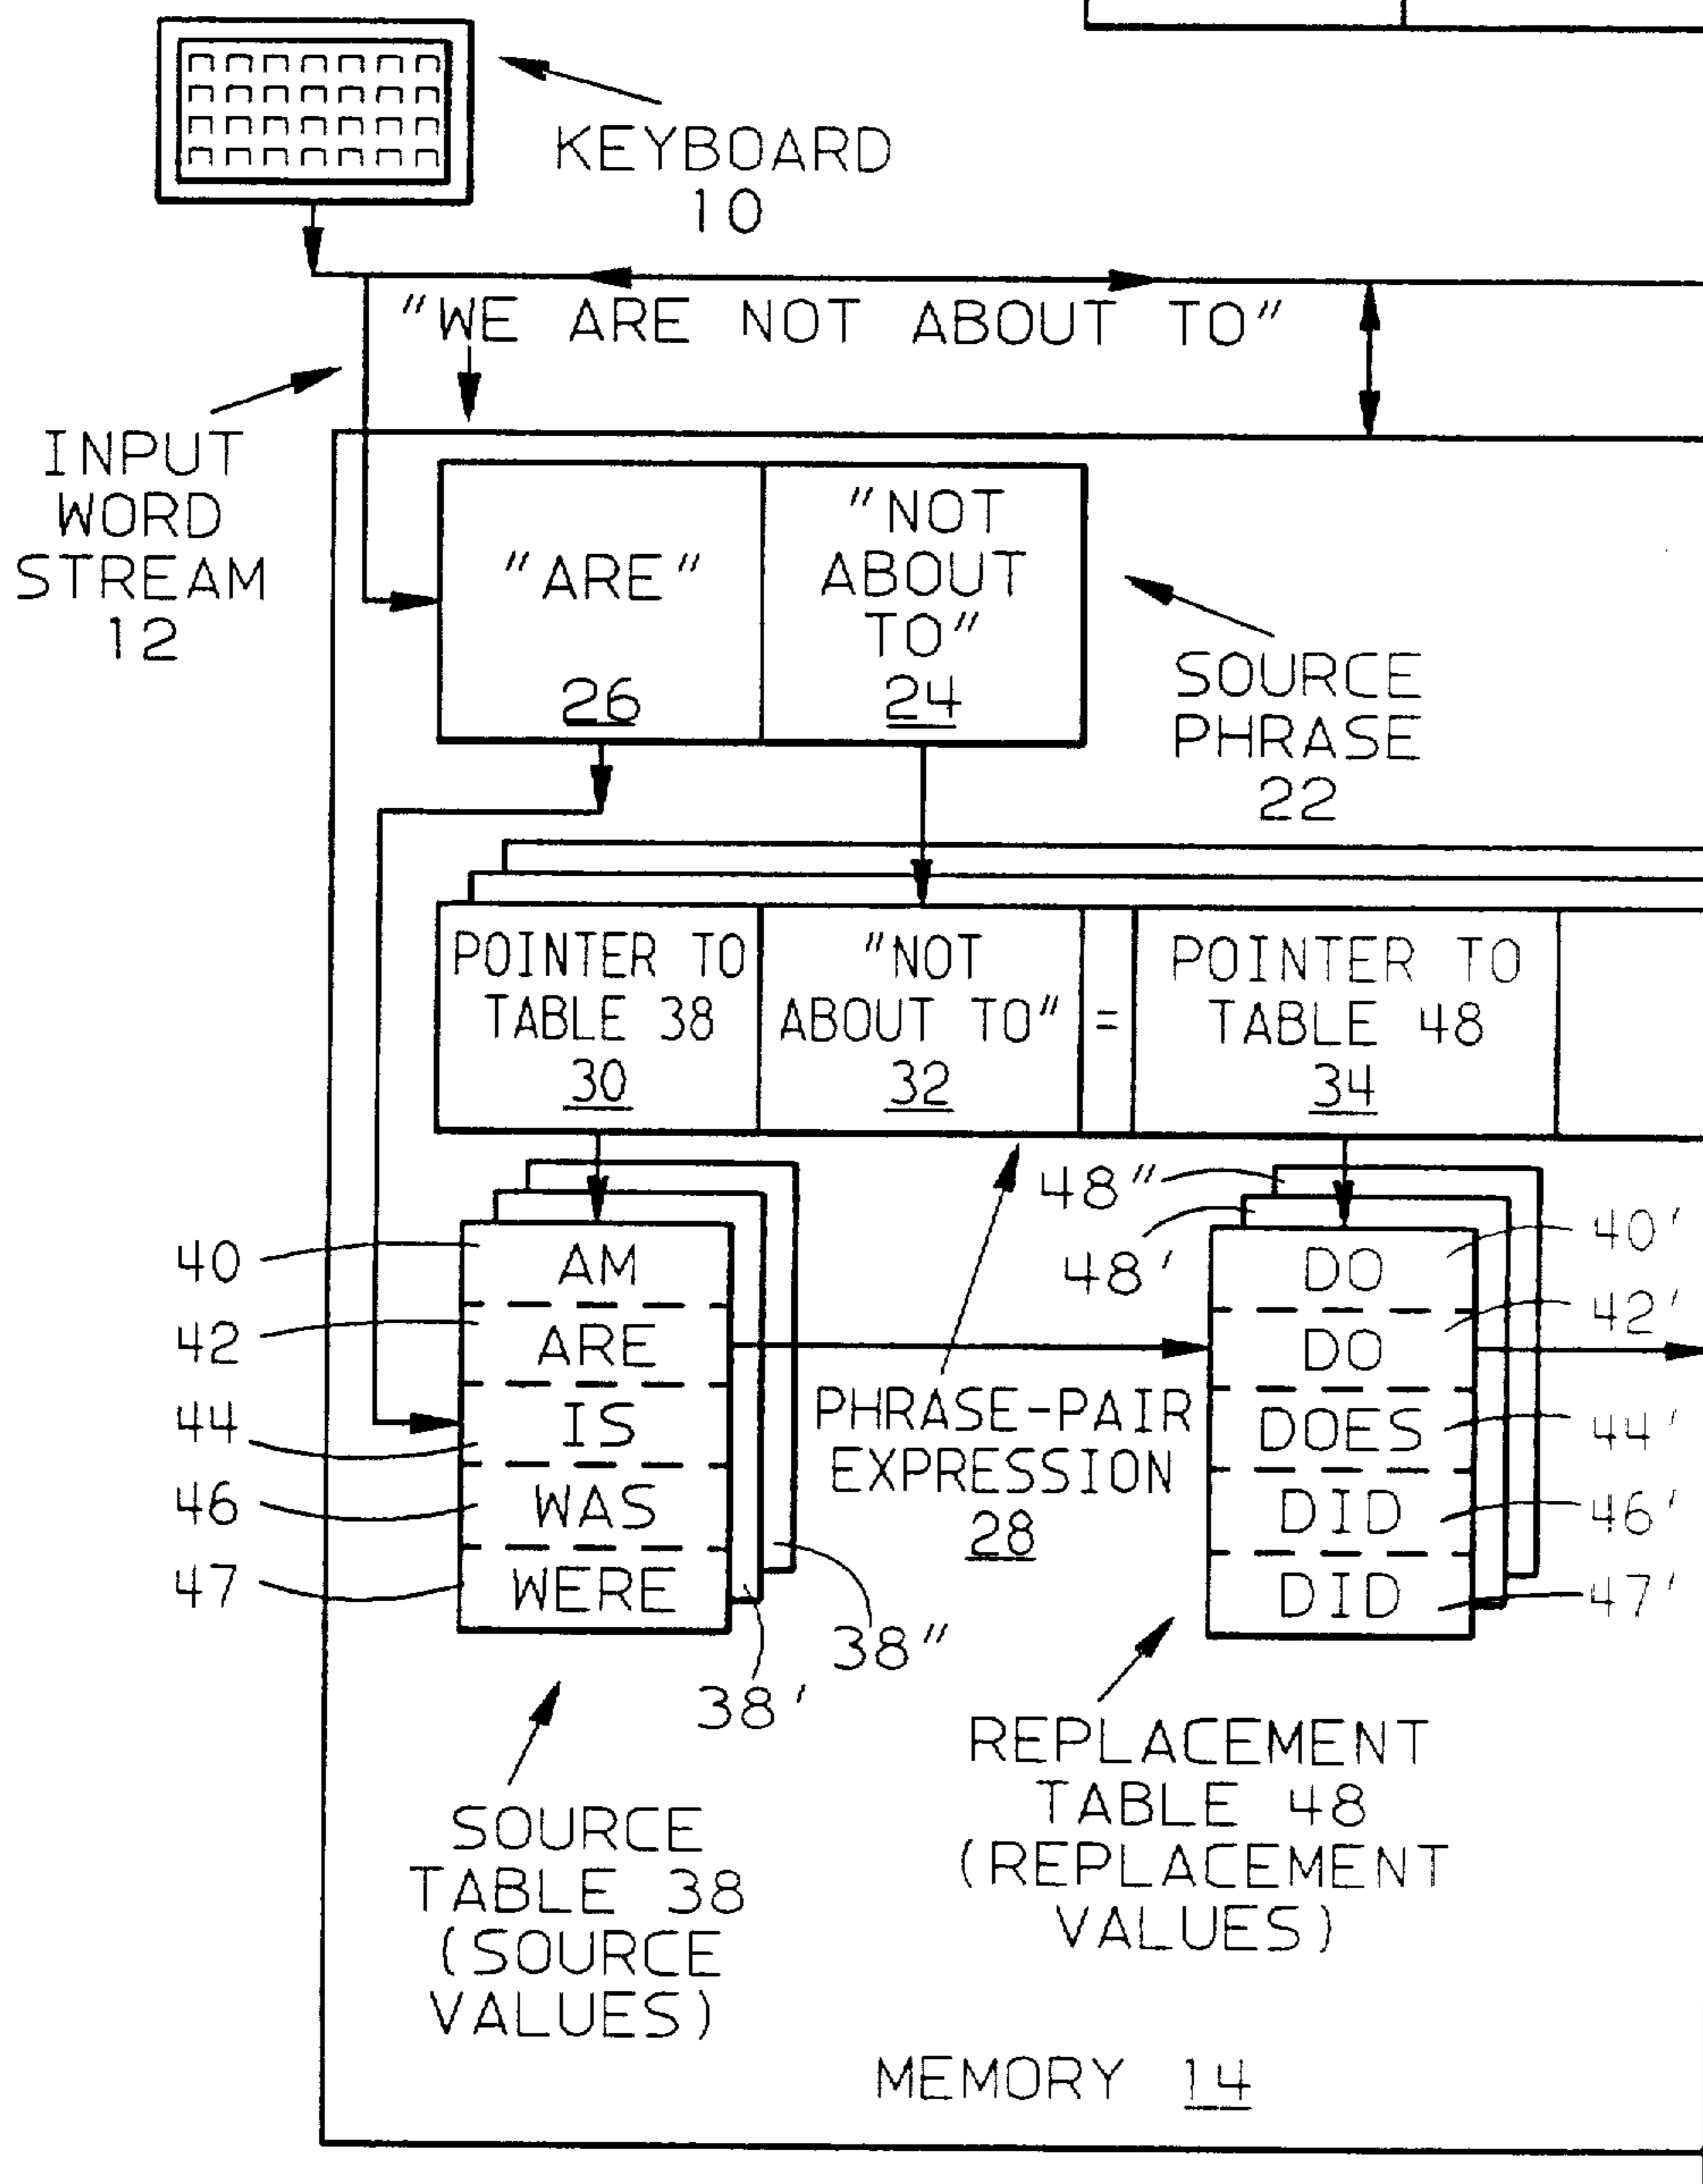 KEYBOARD
10
"WE ARE NOT ABOUT TO"
INPUT
WORD
STREAM
12
"ARE"
26
"NOT
ABOUT
TO"
24
SOURCE
PHRASE
22
POINTER TO
TABLE 38
30
"NOT
ABOUT TO"
32
=
POINTER TO
TABLE 48
34
48"
48'
40
42
44
46
47
AM
ARE
IS
WAS
WERE
38"
38'
PHRASE-PAIR
EXPRESSION
28
DO
DO
DOES
DID
DID
40'
42'
44'
46'
47'
SOURCE
TABLE 38
(SOURCE
VALUES)
REPLACEMENT
TABLE 48
(REPLACEMENT
VALUES)
MEMORY 14